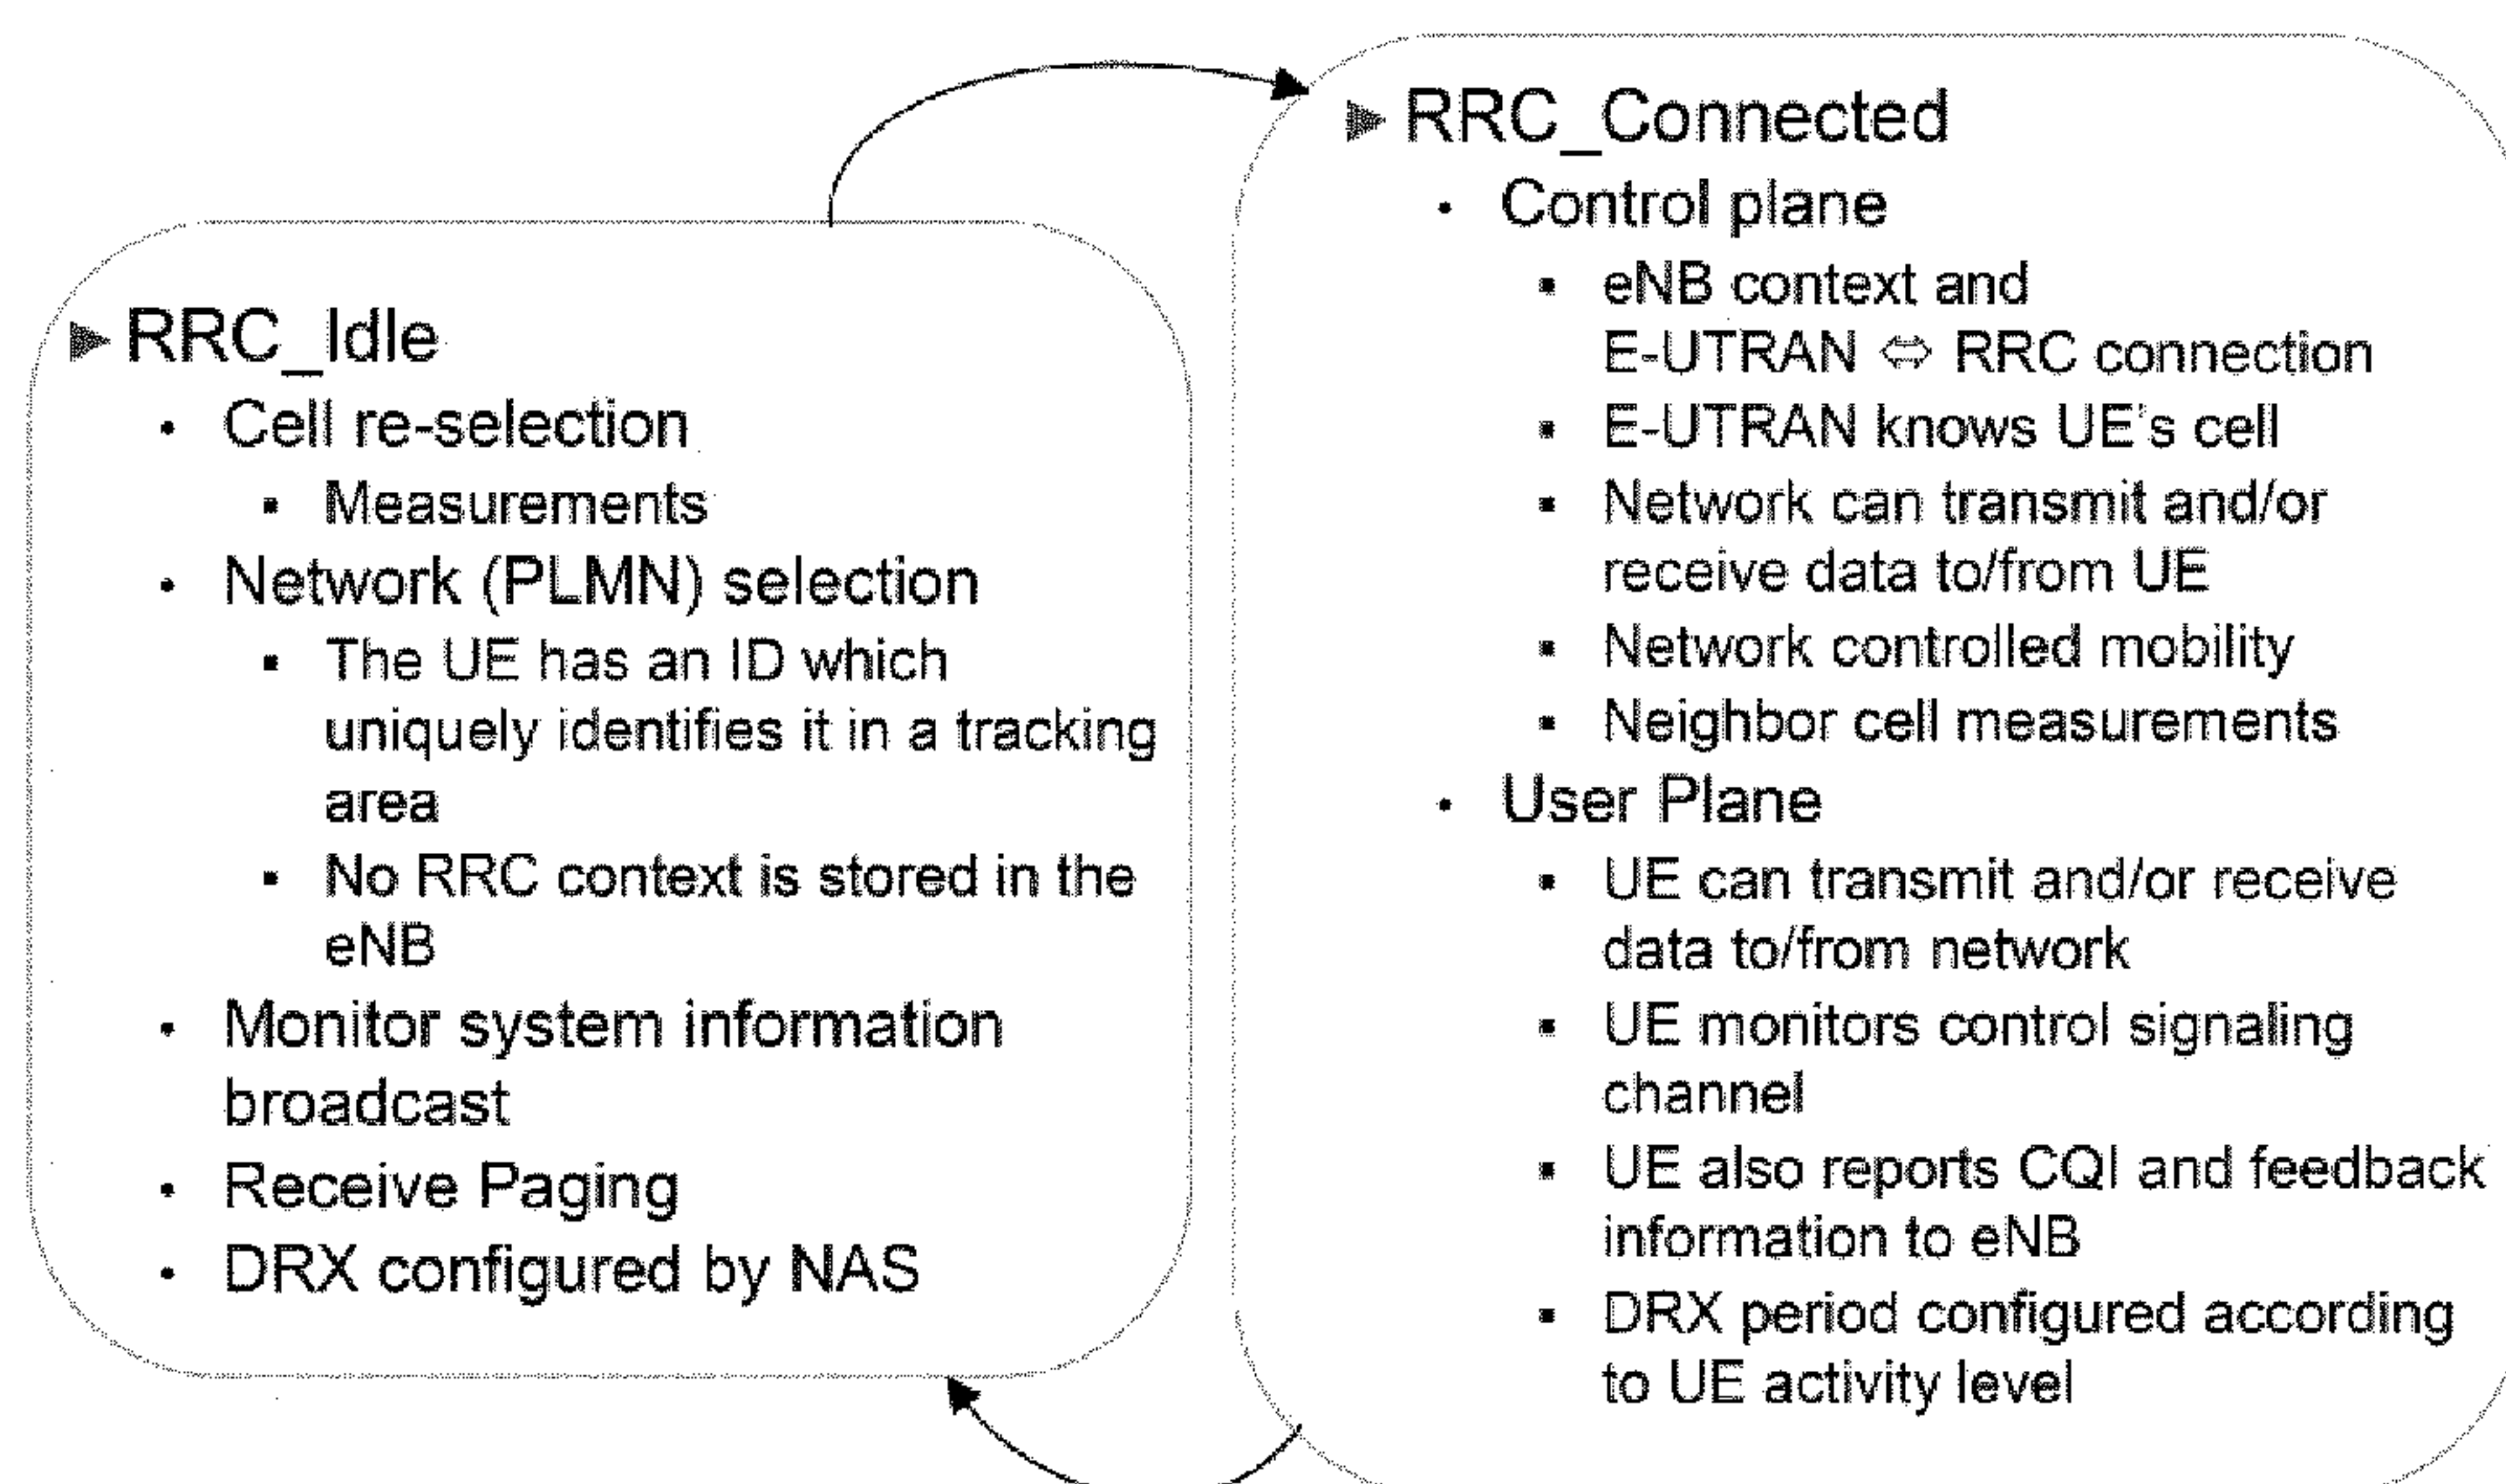 ► RRC_Idle
• Cell re-selection
▪ Measurements
• Network (PLMN) selection
▪ The UE has an ID which
uniquely identifies it in a tracking
area
▪ No RRC context is stored in the
eNB
• Monitor system information
broadcast
• Receive Paging
• DRX configured by NAS
► RRC_Connected
• Control plane
▪ eNB context and
E-UTRAN ⇔ RRC connection
▪ E-UTRAN knows UE's cell
▪ Network can transmit and/or
receive data to/from UE
▪ Network controlled mobility
▪ Neighbor cell measurements
• User Plane
▪ UE can transmit and/or receive
data to/from network
▪ UE monitors control signaling
channel
▪ UE also reports CQI and feedback
information to eNB
▪ DRX period configured according
to UE activity level